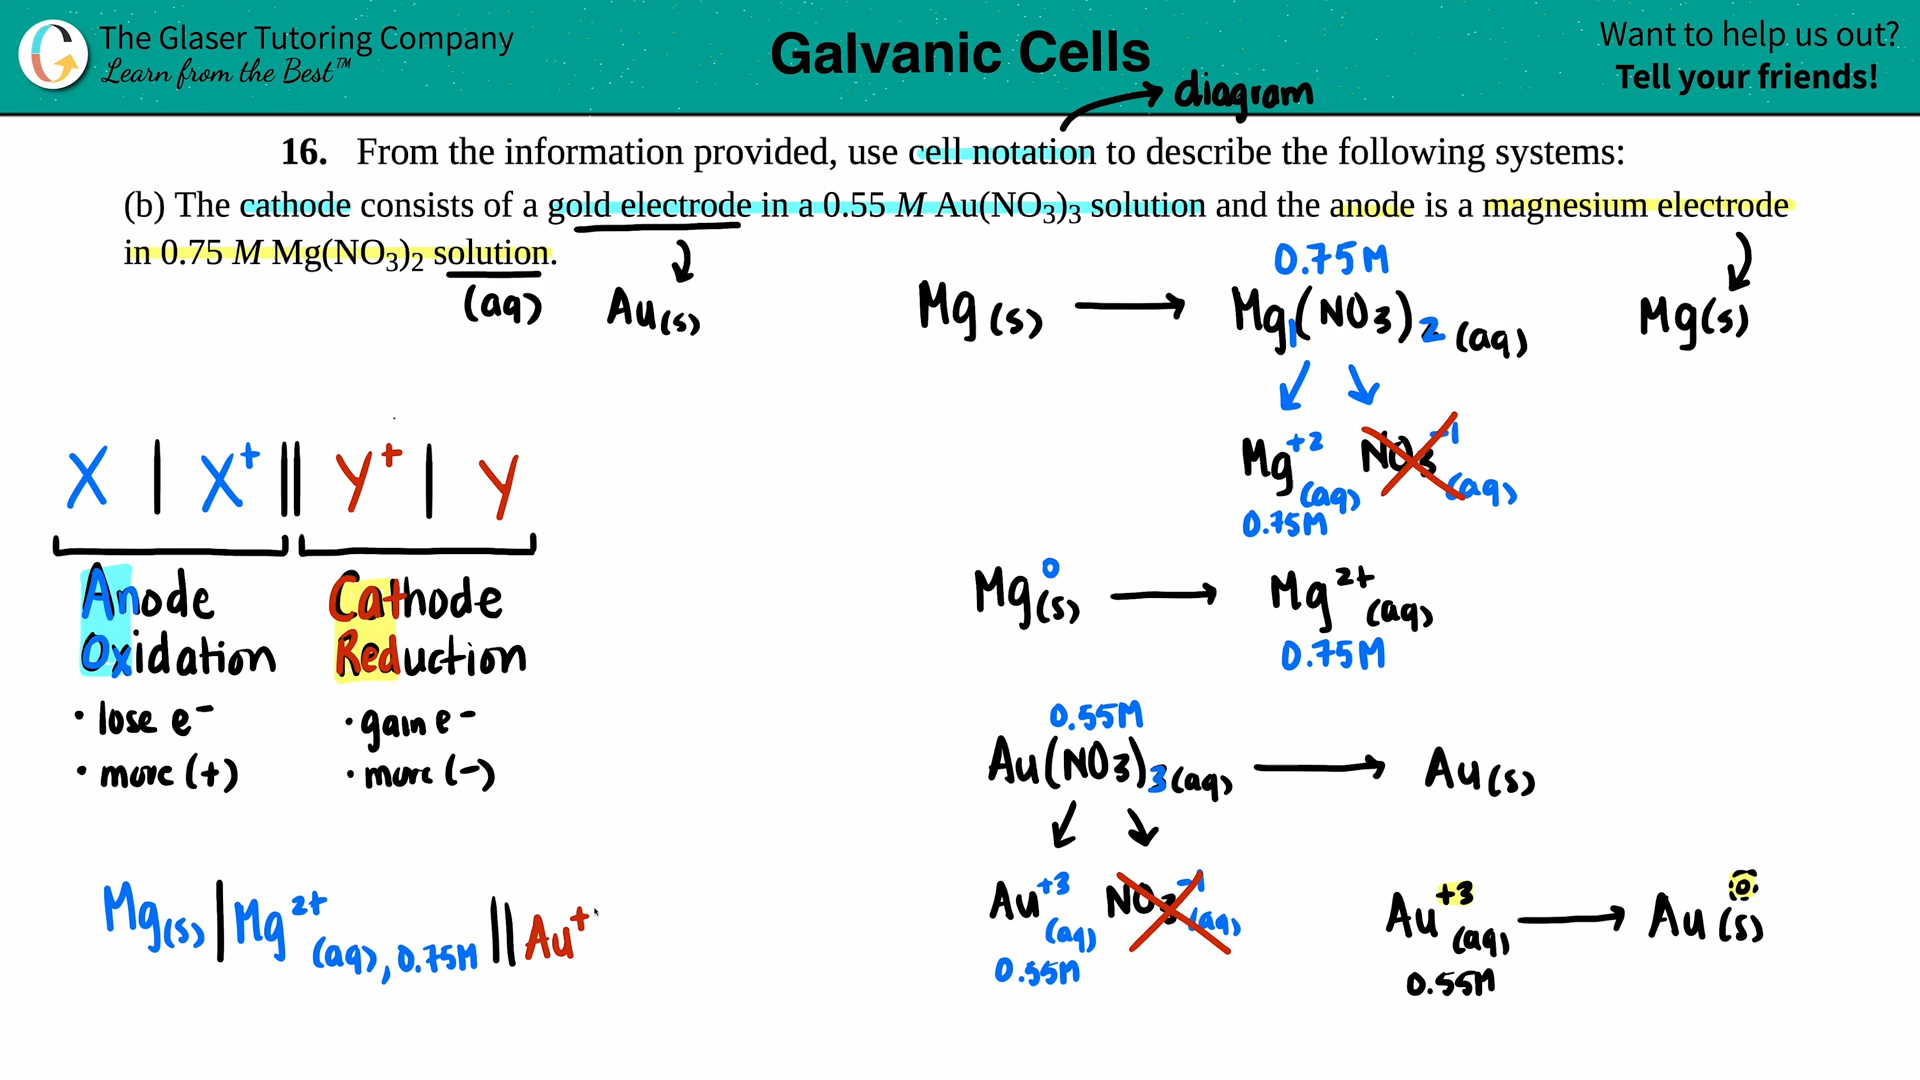 The Glaser Tutoring Company
Learn from the Best™
Galvanic Cells
Want to help us out?
Tell your friends!
diagram
16. From the information provided, use cell notation to describe the following systems:
(b) The cathode consists of a gold electrode in a 0.55 M Au(NO₃)₃ solution and the anode is a magnesium electrode
in 0.75 M Mg(NO₃)₂ solution.
(aq) Au(s)
0.75M
Mg(s) → Mg₁(NO3)₂(aq)
Mg(s)
Mg⁺²(aq) NO3⁻¹(aq)
0.75M
X | X⁺ || Y⁺ | Y
Anode Cathode
Oxidation Reduction
• lose e⁻ • gain e⁻
• more (+) • more (-)
Mg⁰(s) → Mg²⁺(aq)
0.75M
0.55M
Au(NO3)₃(aq) → Au(s)
Au⁺³(aq) NO3⁻¹(aq)
0.55M
Au⁺³(aq) → Au⁰(s)
0.55M
Mg(s) | Mg²⁺(aq), 0.75M || Au⁺